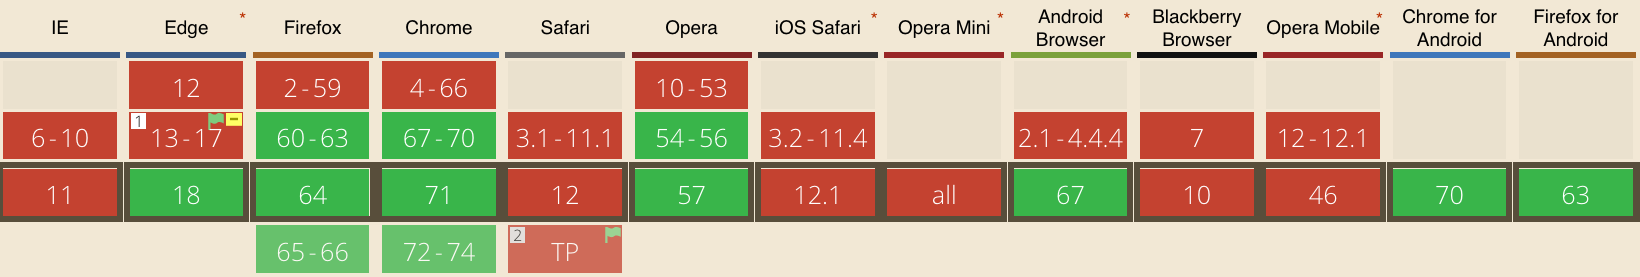 IE Edge * Firefox Chrome Safari Opera iOS Safari * Opera Mini * Android Browser * Blackberry Browser Opera Mobile * Chrome for Android Firefox for Android
12 2-59 4-66 10-53
6-10 1 13-17 - 60-63 67-70 3.1-11.1 54-56 3.2-11.4 2.1-4.4.4 7 12-12.1
11 18 64 71 12 57 12.1 all 67 10 46 70 63
65-66 72-74 2 TP